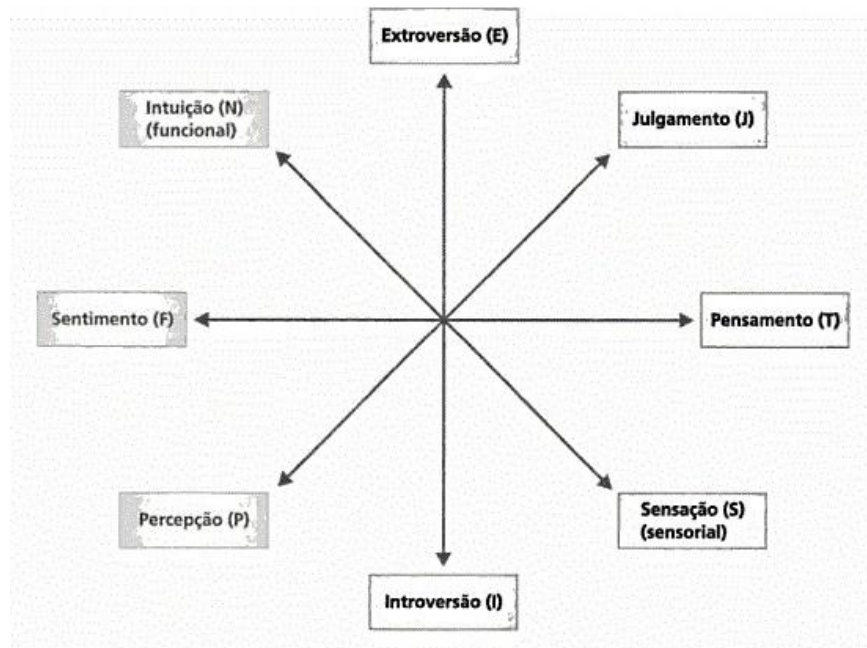 Extroversão (E)
Intuição (N)
(funcional)
Julgamento (J)
Sentimento (F)
Pensamento (T)
Percepção (P)
Sensação (S)
(sensorial)
Introversão (I)